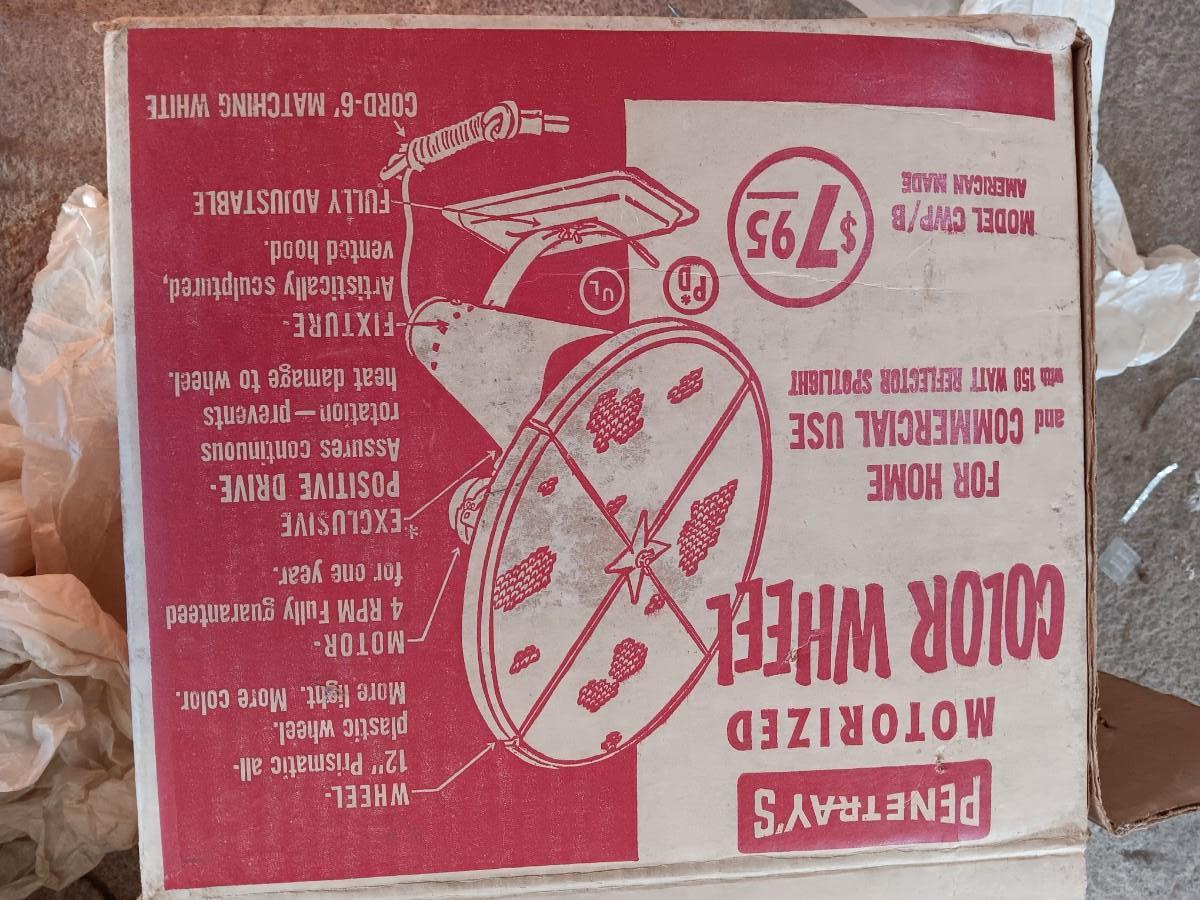 PENETRAY'S
MOTORIZED
COLOR WHEEL
FOR HOME
and COMMERCIAL USE
with 150 WATT REFLECTOR SPOTLIGHT
$7.95
MODEL CWP/B
AMERICAN MADE
WHEEL-
12" Prismatic all-
plastic wheel.
More light. More color.
MOTOR-
4 RPM Fully guaranteed
for one year.
*EXCLUSIVE
POSITIVE DRIVE-
Assures continuous
rotation — prevents
heat damage to wheel.
FIXTURE-
Artistically sculptured,
vented hood.
FULLY ADJUSTABLE
CORD-6' MATCHING WHITE
P*D
UL